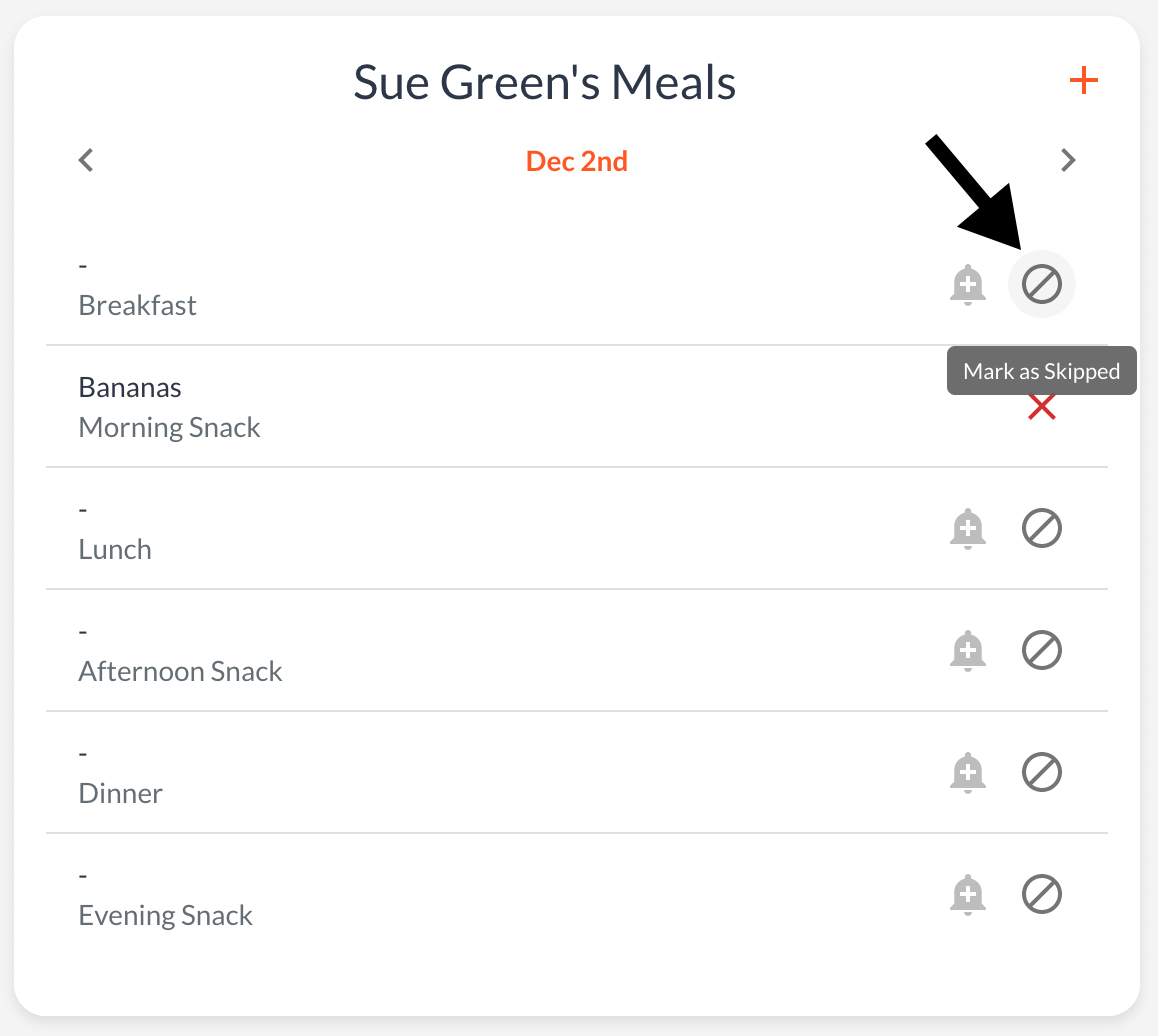 Sue Green's Meals
Dec 2nd
-
Breakfast
Mark as Skipped
Bananas
Morning Snack
-
Lunch
-
Afternoon Snack
-
Dinner
-
Evening Snack